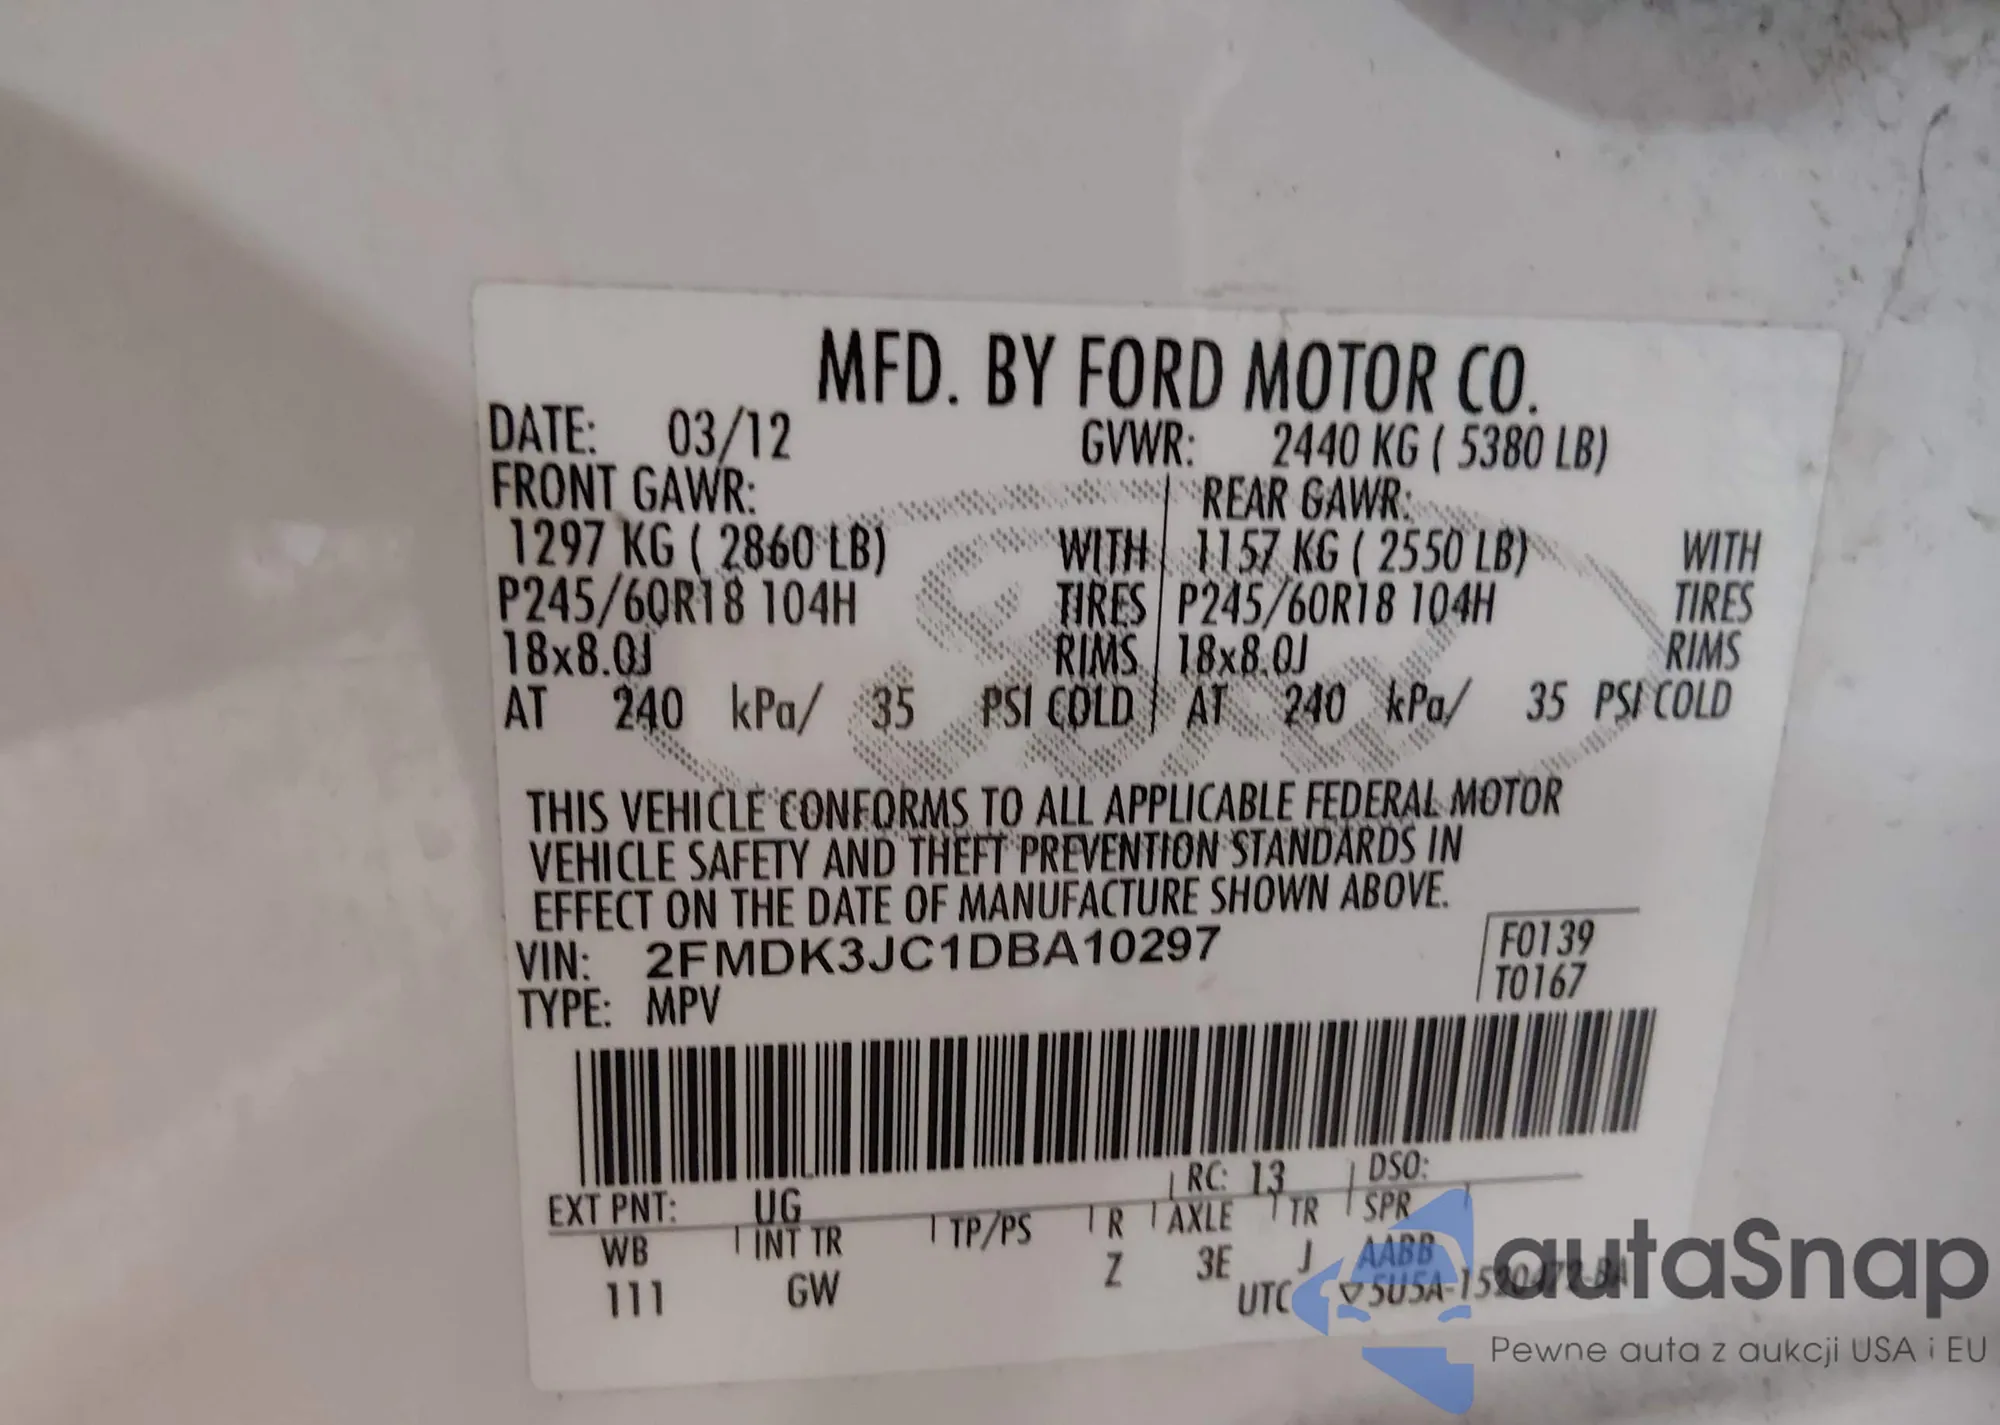 MFD. BY FORD MOTOR CO.
DATE: 03/12 GVWR: 2440 KG ( 5380 LB)
FRONT GAWR: REAR GAWR:
1297 KG ( 2860 LB) WITH 1157 KG ( 2550 LB) WITH
P245/60R18 104H TIRES P245/60R18 104H TIRES
18x8.0J RIMS 18x8.0J RIMS
AT 240 kPa/ 35 PSI COLD AT 240 kPa/ 35 PSI COLD
THIS VEHICLE CONFORMS TO ALL APPLICABLE FEDERAL MOTOR
VEHICLE SAFETY AND THEFT PREVENTION STANDARDS IN
EFFECT ON THE DATE OF MANUFACTURE SHOWN ABOVE.
VIN: 2FMDK3JC1DBA10297 F0139
TYPE: MPV T0167
EXT PNT: UG RC: 13 DSO:
WB INT TR TP/PS R AXLE TR SPR
111 GW Z 3E J AABB
UTC ▽5U5A-1520472-BA
autaSnap
Pewne auta z aukcji USA i EU
Ford